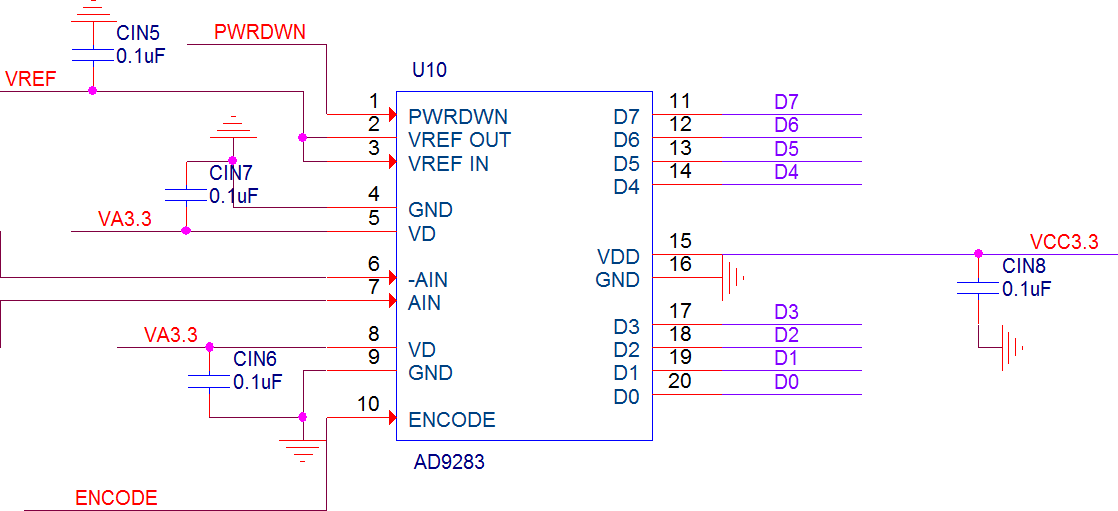 CIN5
0.1uF
PWRDWN
VREF
U10
1 PWRDWN
2 VREF OUT
3 VREF IN
CIN7
0.1uF
4 GND
VA3.3
5 VD
6 -AIN
7 AIN
VA3.3
8 VD
CIN6
0.1uF
9 GND
10 ENCODE
ENCODE
AD9283
D7 11 D7
D6 12 D6
D5 13 D5
D4 14 D4
VDD 15 VCC3.3
GND 16
CIN8
0.1uF
D3 17 D3
D2 18 D2
D1 19 D1
D0 20 D0